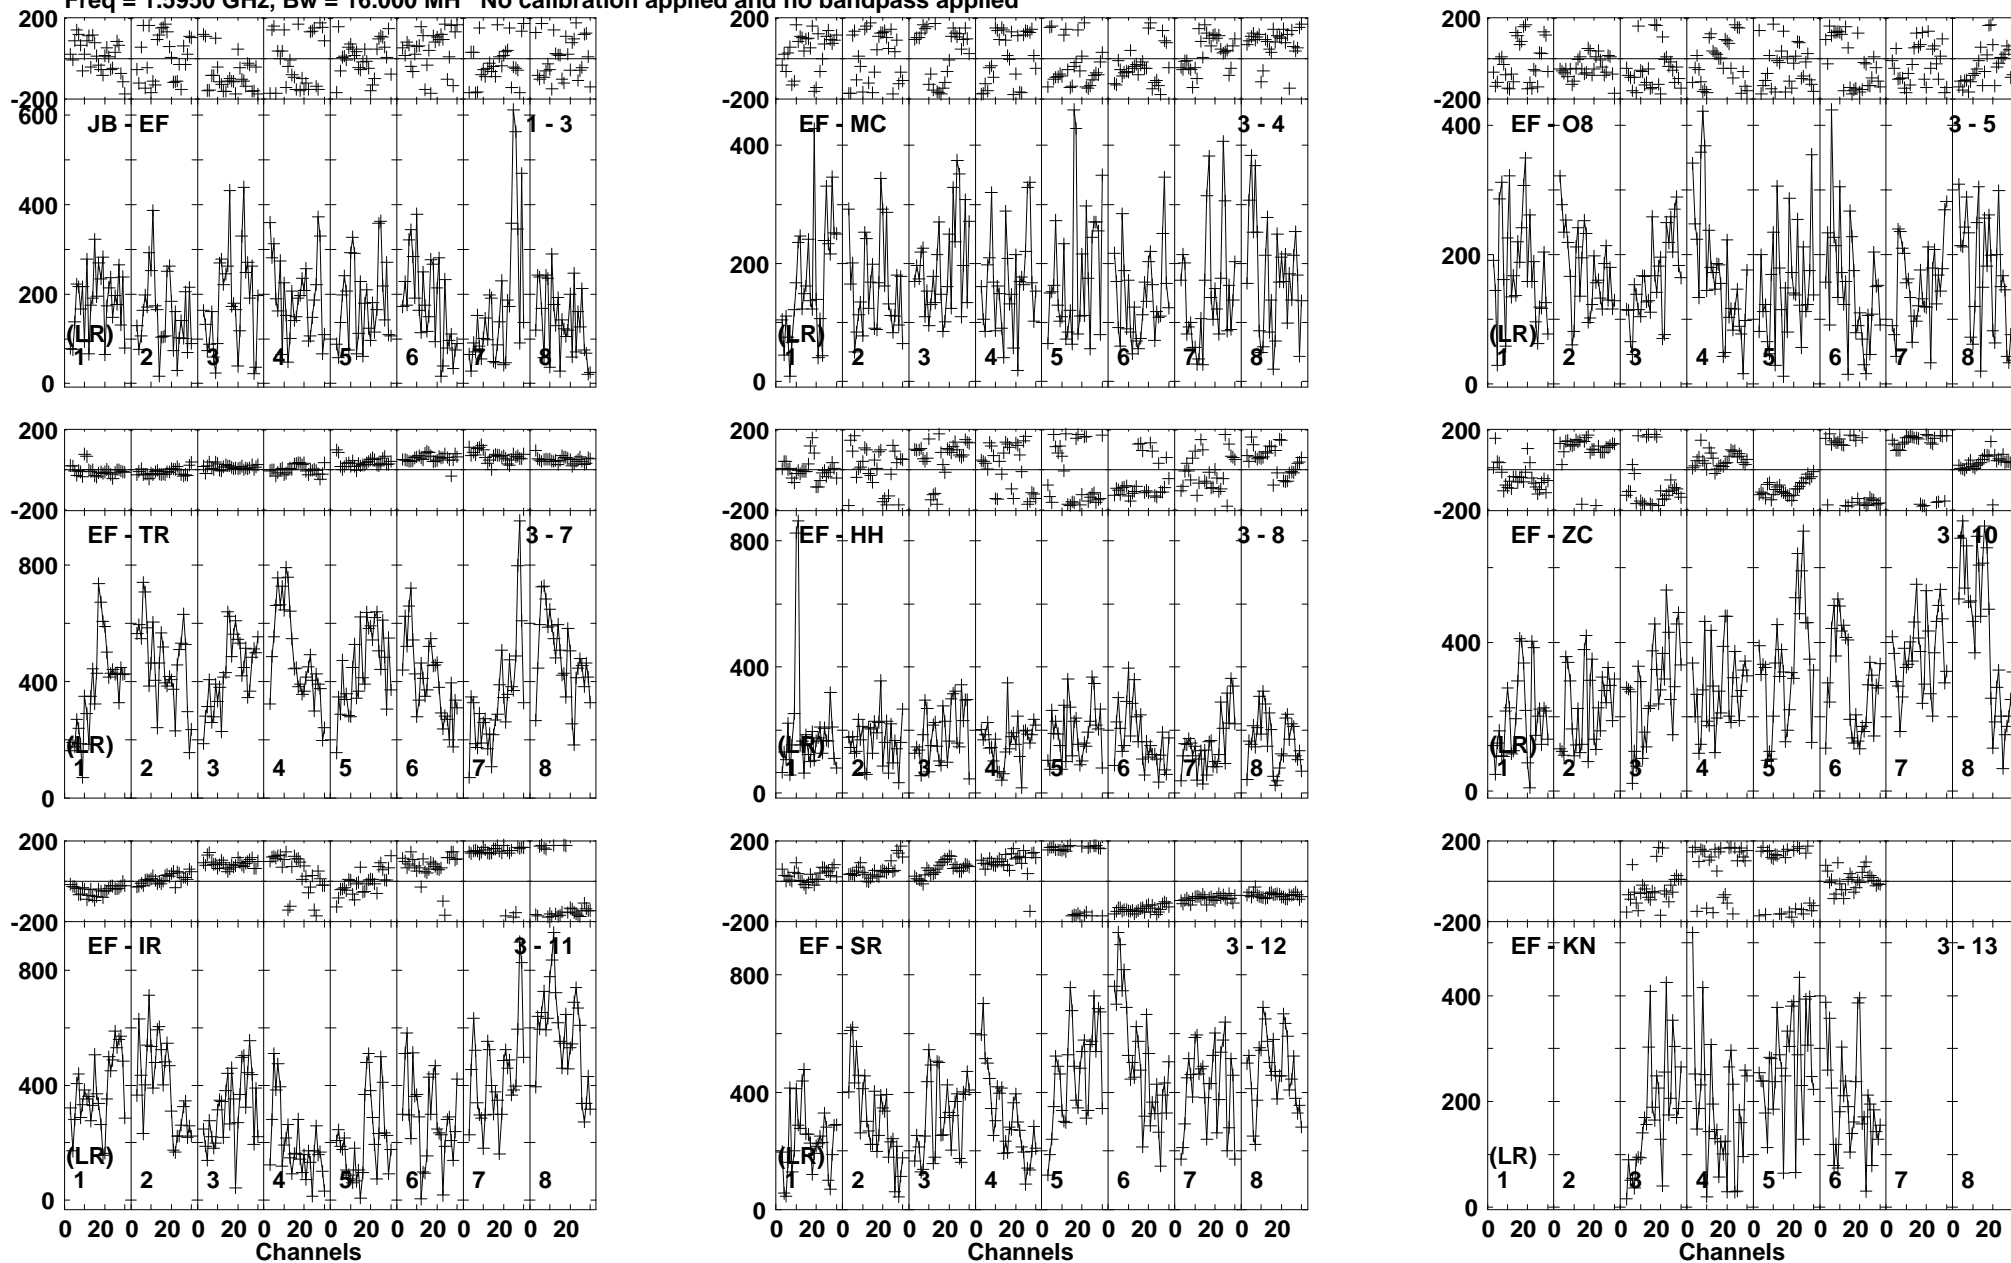 Freq = 1.5950 GHz, Bw = 16.000 MH No calibration applied and no bandpass applied
200 200 200
-200 -200 -200
600 JB - EF 1 - 3
400
200
0
(LR)
1 2 3 4 5 6 7 8
EF - MC 3 - 4
400
200
0
(LR)
1 2 3 4 5 6 7 8
EF - O8 3 - 5
400
200
0
(LR)
1 2 3 4 5 6 7 8
200 200 200
-200 -200 -200
EF - TR 3 - 7
800
400
0
(LR)
1 2 3 4 5 6 7 8
EF - HH 3 - 8
800
400
0
(LR)
1 2 3 4 5 6 7 8
EF - ZC 3 - 10
400
0
(LR)
1 2 3 4 5 6 7 8
200 200 200
-200 -200 -200
EF - IR 3 - 11
800
400
0
(LR)
1 2 3 4 5 6 7 8
0 20 0 20 0 20 0 20 0 20 0 20 0 20 0 20
Channels
EF - SR 3 - 12
800
400
0
(LR)
1 2 3 4 5 6 7 8
0 20 0 20 0 20 0 20 0 20 0 20 0 20 0 20
Channels
EF - KN 3 - 13
400
200
0
(LR)
1 2 3 4 5 6 7 8
0 20 0 20 0 20 0 20 0 20 0 20 0 20 0 20
Channels